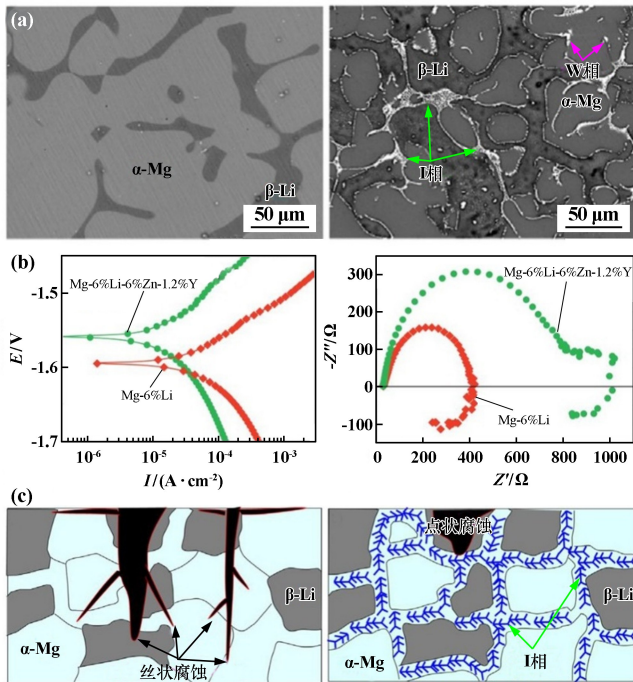 (a)
α-Mg
β-Li
50 μm
β-Li
W相
α-Mg
I相
50 μm
(b)
E/V
-1.5
-1.6
-1.7
Mg-6%Li-6%Zn-1.2%Y
Mg-6%Li
10⁻⁶
10⁻⁵
10⁻⁴
10⁻³
I/(A·cm⁻²)
-Z''/Ω
300
200
100
0
-100
Mg-6%Li-6%Zn-1.2%Y
Mg-6%Li
0
200
400
600
800
1000
Z'/Ω
(c)
β-Li
α-Mg
丝状腐蚀
点状腐蚀
β-Li
α-Mg
I相